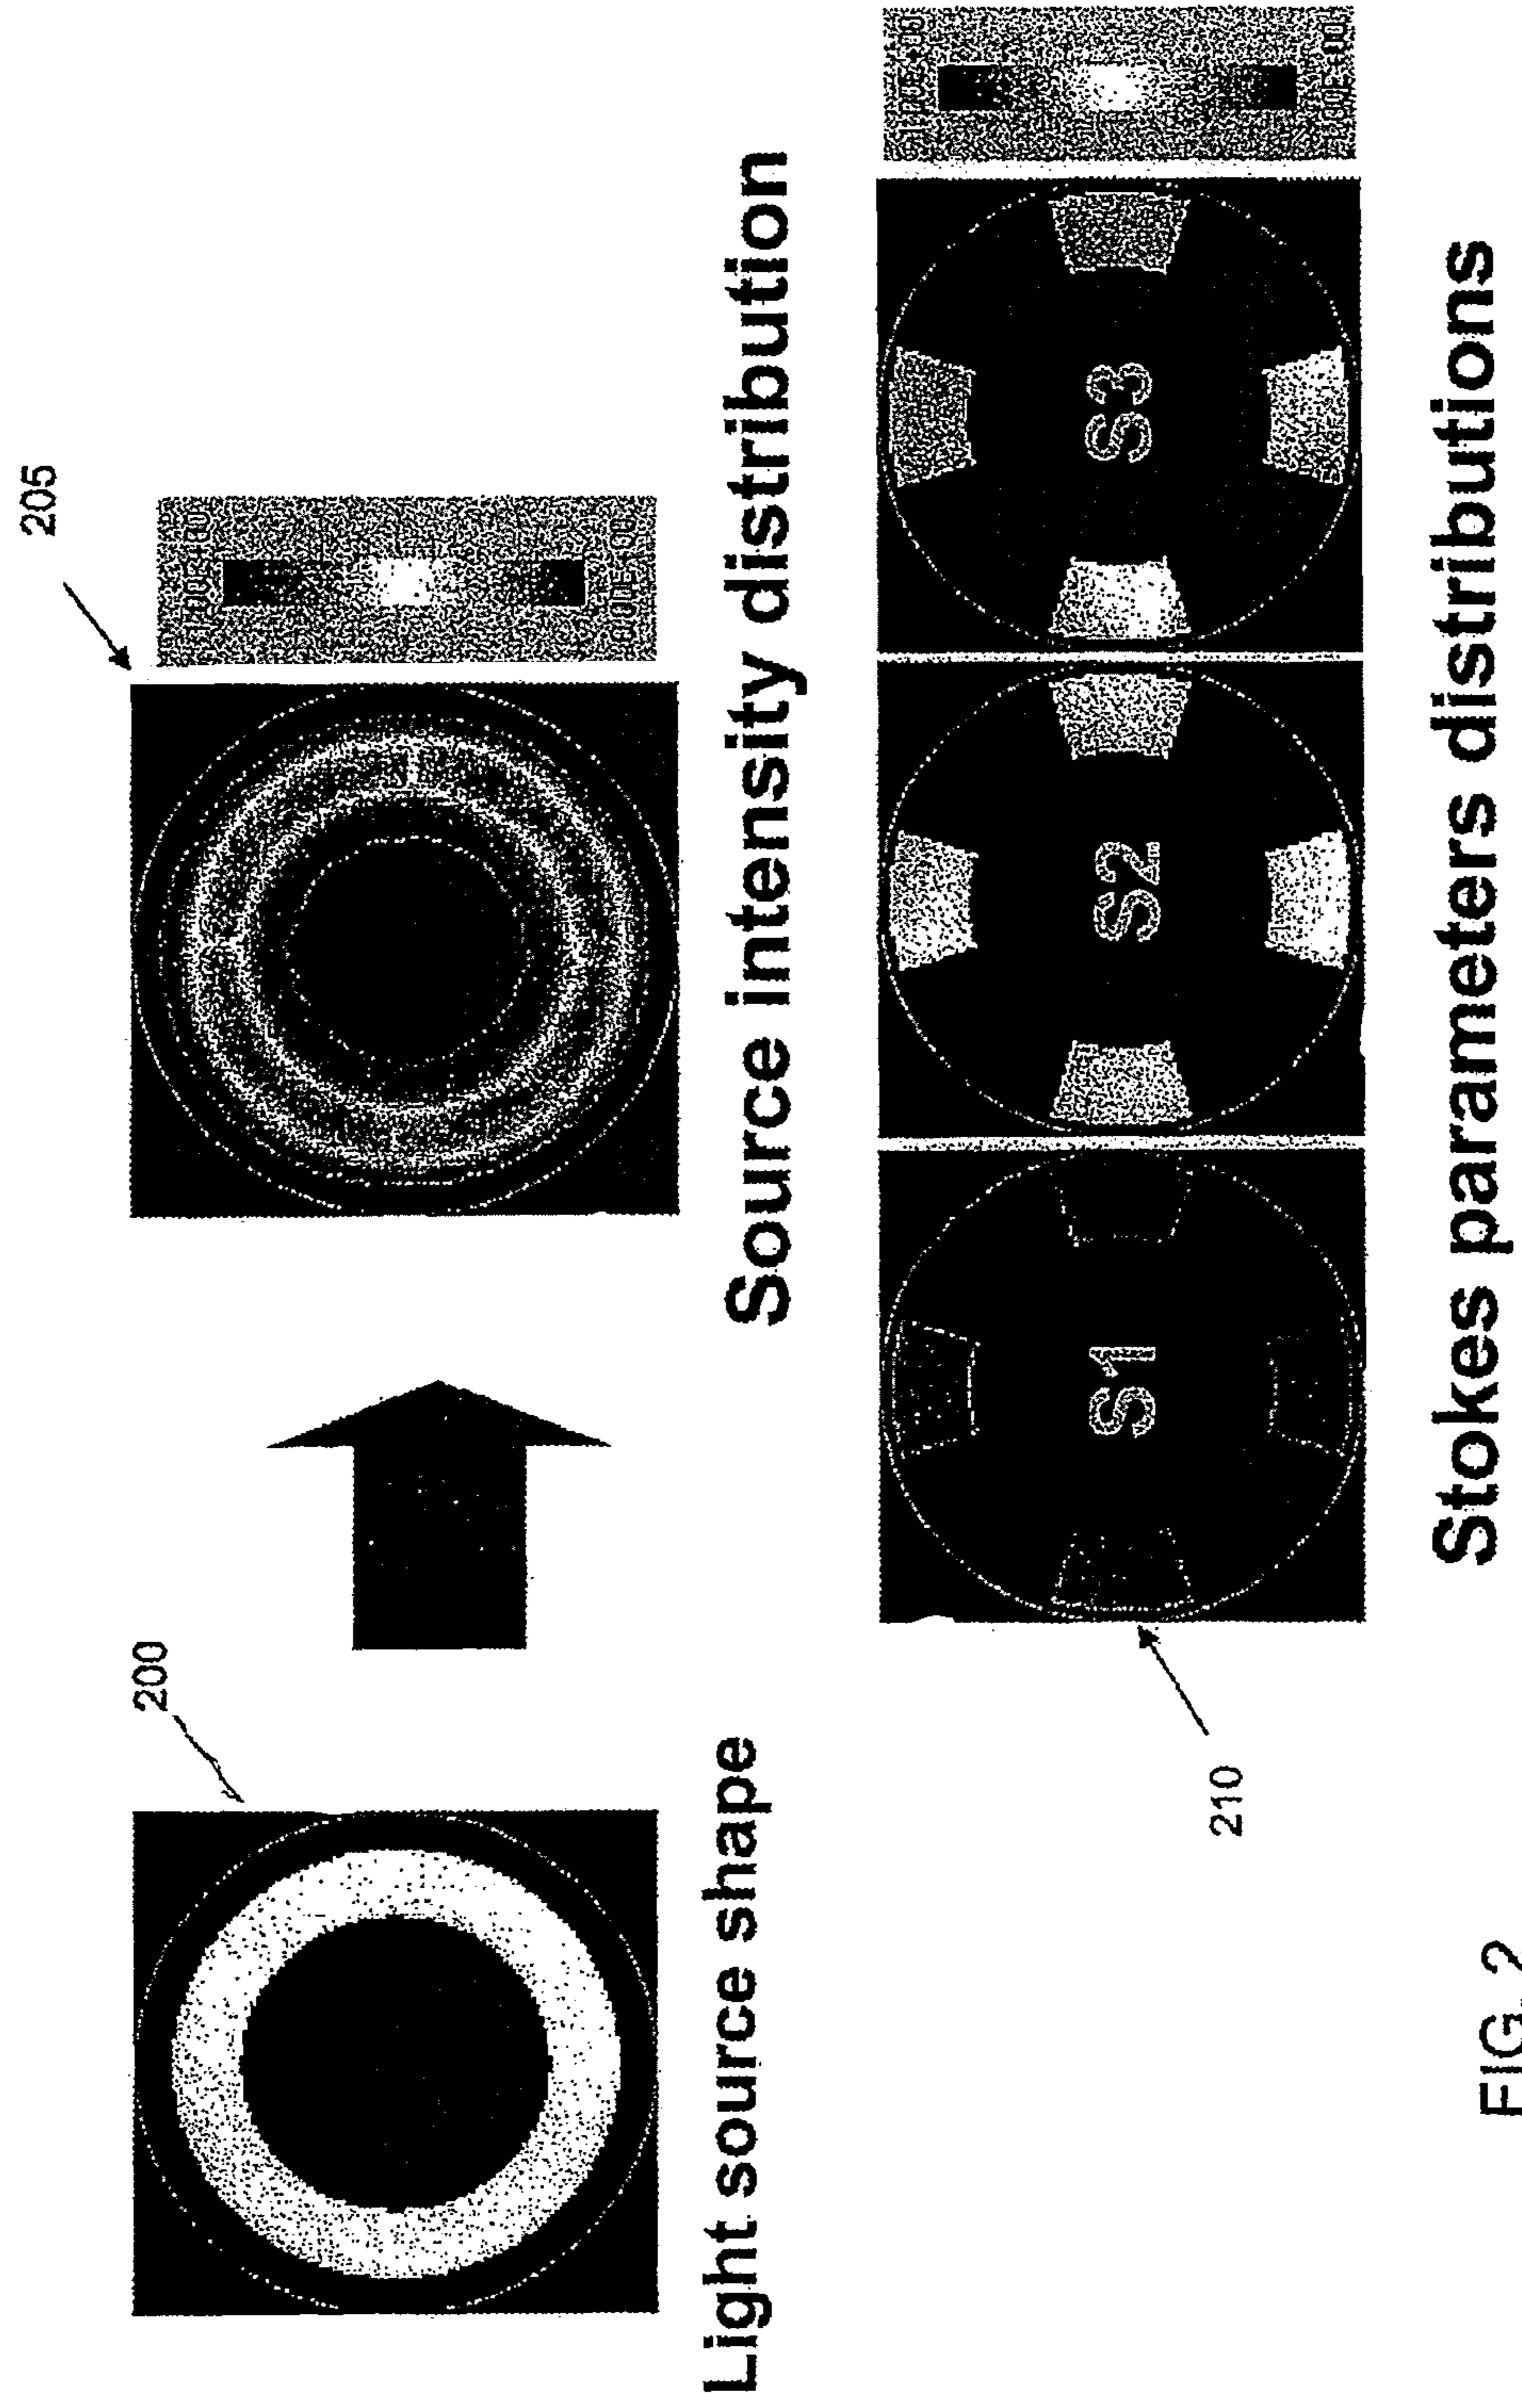 200
205
Light source shape
Source intensity distribution
S1
S2
S3
210
Stokes parameters distributions
FIG. 2